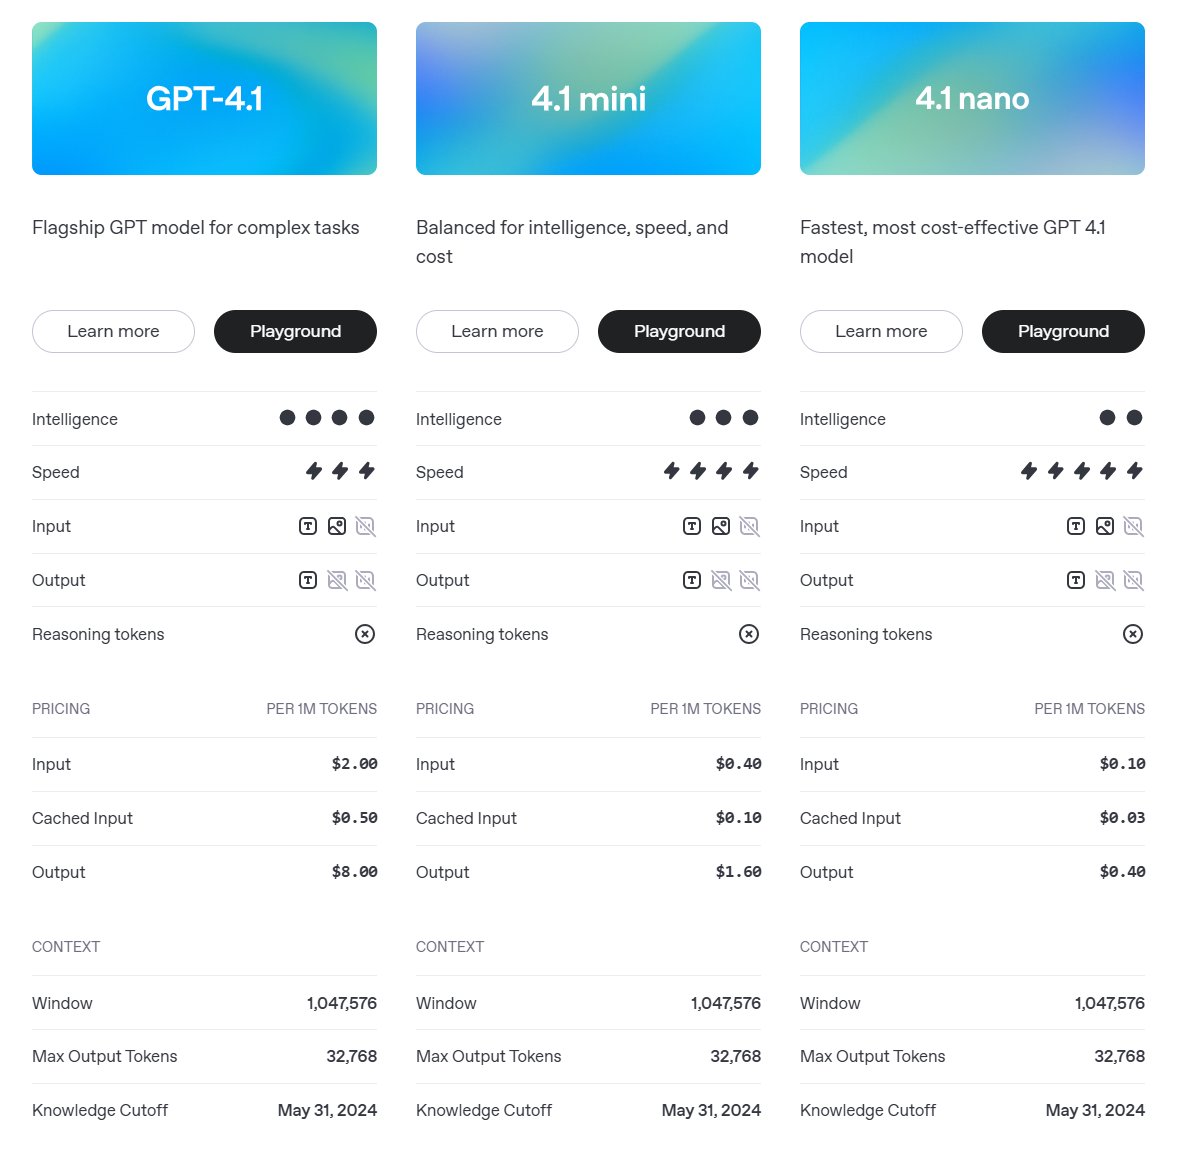 GPT-4.1
Flagship GPT model for complex tasks
Learn more
Playground
Intelligence
Speed
Input
Output
Reasoning tokens
PRICING PER 1M TOKENS
Input $2.00
Cached Input $0.50
Output $8.00
CONTEXT
Window 1,047,576
Max Output Tokens 32,768
Knowledge Cutoff May 31, 2024
4.1 mini
Balanced for intelligence, speed, and
cost
Learn more
Playground
Intelligence
Speed
Input
Output
Reasoning tokens
PRICING PER 1M TOKENS
Input $0.40
Cached Input $0.10
Output $1.60
CONTEXT
Window 1,047,576
Max Output Tokens 32,768
Knowledge Cutoff May 31, 2024
4.1 nano
Fastest, most cost-effective GPT 4.1
model
Learn more
Playground
Intelligence
Speed
Input
Output
Reasoning tokens
PRICING PER 1M TOKENS
Input $0.10
Cached Input $0.03
Output $0.40
CONTEXT
Window 1,047,576
Max Output Tokens 32,768
Knowledge Cutoff May 31, 2024